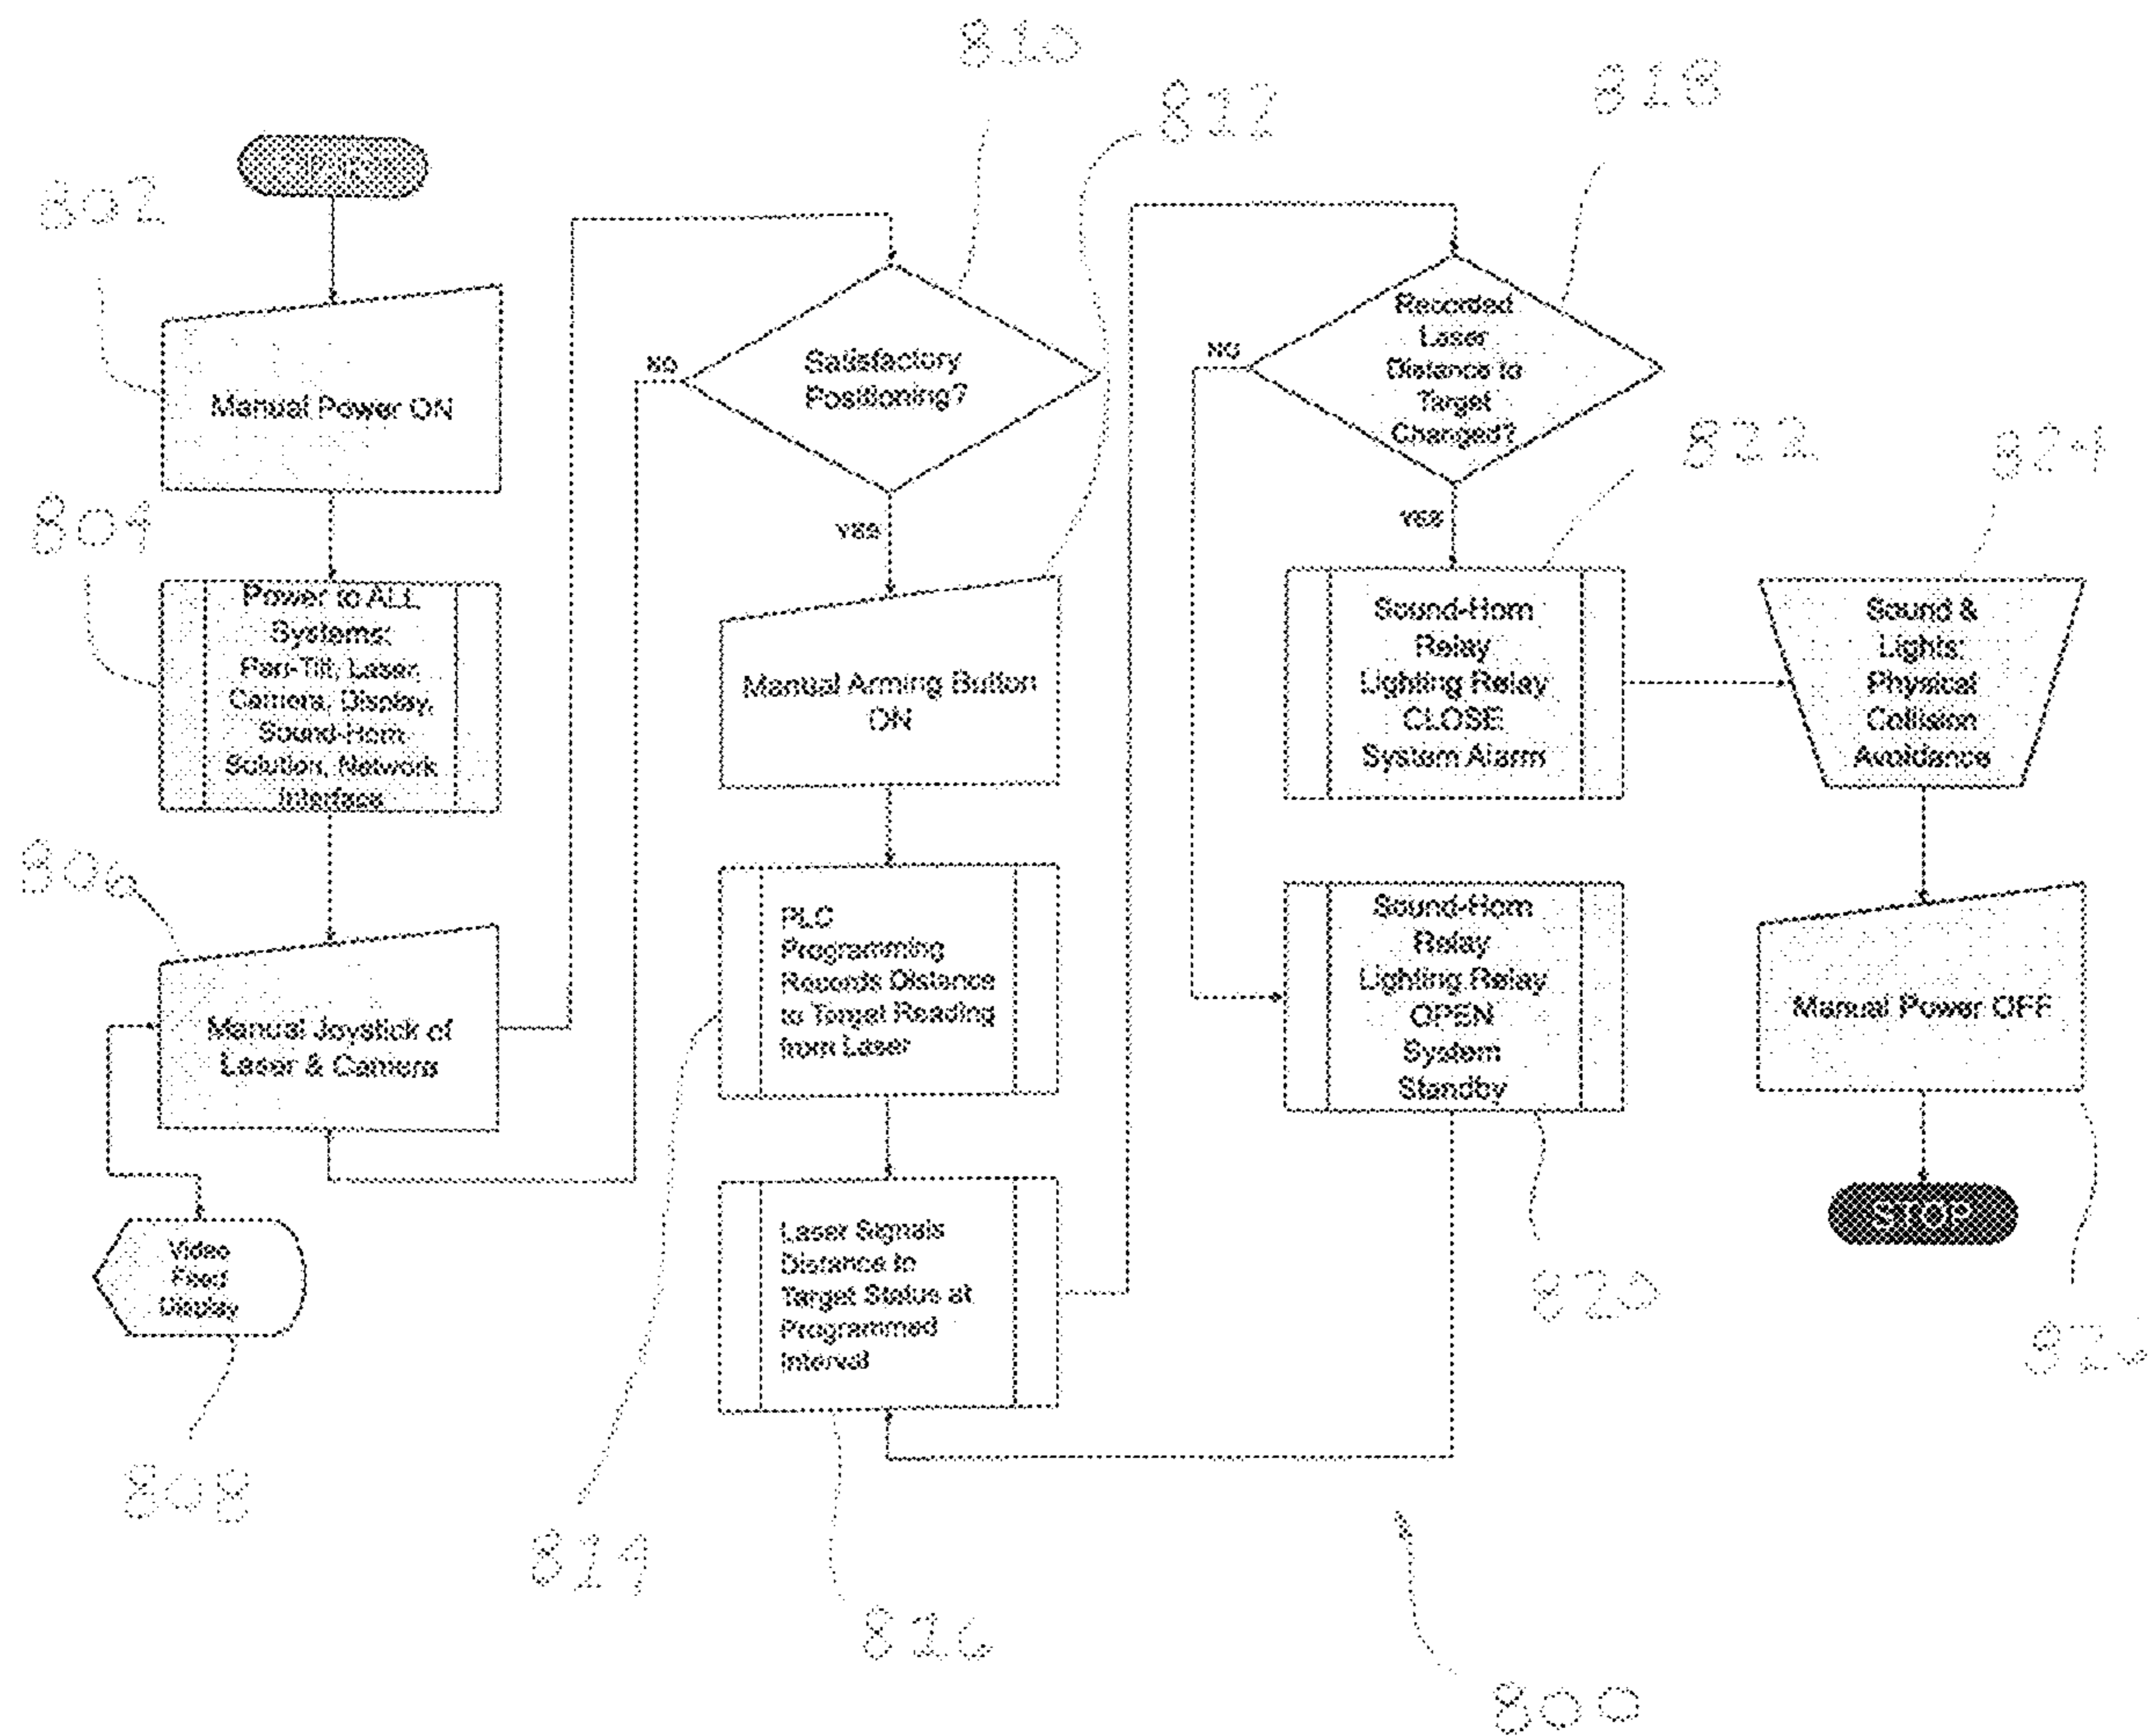 810
812
818
START
802
Manual Power ON
804
Power to ALL
Systems:
Pan-Tilt, Laser,
Camera, Display,
Sound-Horn
Solution, Network
Interface
806
Manual Joystick of
Laser & Camera
Video
Feed
Display
808
NO
Satisfactory
Positioning?
YES
Manual Arming Button
ON
PLC
Programming
Records Distance
to Target Reading
from Laser
814
Laser Signals
Distance to
Target Status at
Programmed
Interval
816
NO
Recorded
Laser
Distance to
Target
Changed?
YES
822
Sound-Horn
Relay
Lighting Relay
CLOSE
System Alarm
Sound-Horn
Relay
Lighting Relay
OPEN
System
Standby
820
824
Sound &
Lights:
Physical
Collision
Avoidance
Manual Power OFF
STOP
826
800